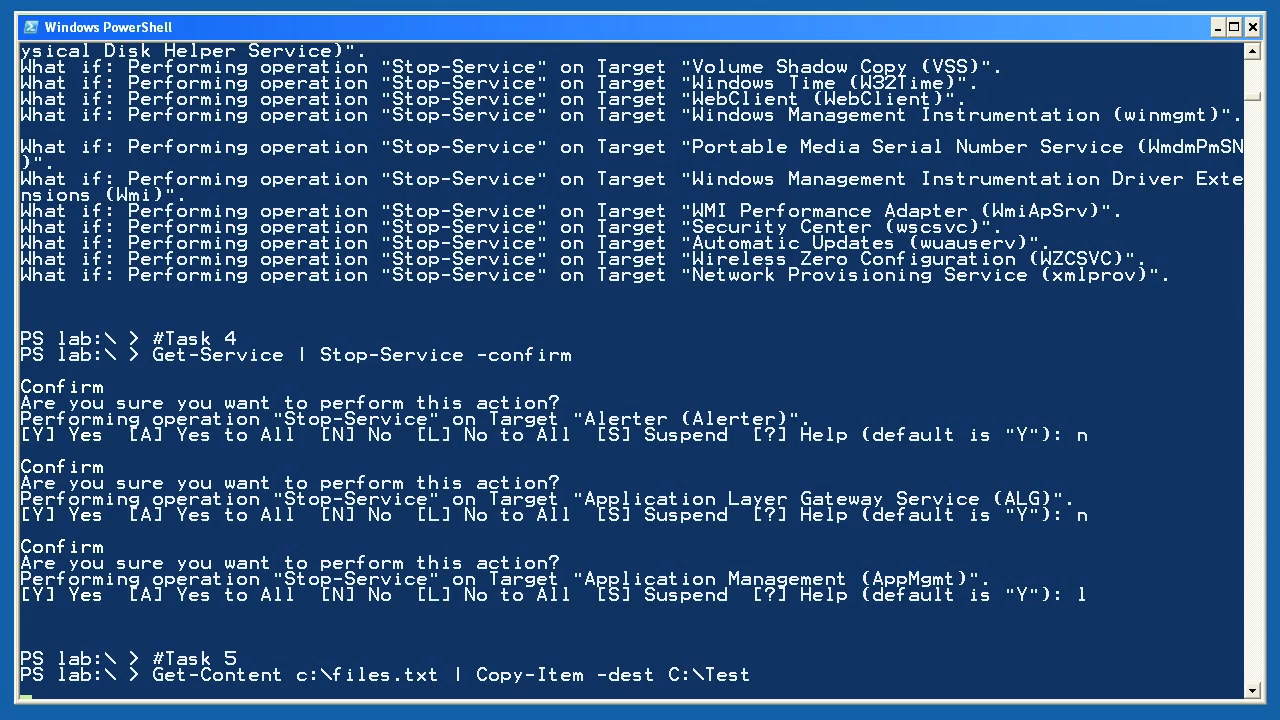 Windows PowerShell
ysical Disk Helper Service)".
What if: Performing operation "Stop-Service" on Target "Volume Shadow Copy (VSS)".
What if: Performing operation "Stop-Service" on Target "Windows Time (W32Time)".
What if: Performing operation "Stop-Service" on Target "WebClient (WebClient)".
What if: Performing operation "Stop-Service" on Target "Windows Management Instrumentation (winmgmt)".
What if: Performing operation "Stop-Service" on Target "Portable Media Serial Number Service (WmdmPmSN
)".
What if: Performing operation "Stop-Service" on Target "Windows Management Instrumentation Driver Exte
nsions (Wmi)".
What if: Performing operation "Stop-Service" on Target "WMI Performance Adapter (WmiApSrv)".
What if: Performing operation "Stop-Service" on Target "Security Center (wscsvc)".
What if: Performing operation "Stop-Service" on Target "Automatic Updates (wuauserv)".
What if: Performing operation "Stop-Service" on Target "Wireless Zero Configuration (WZCSVC)".
What if: Performing operation "Stop-Service" on Target "Network Provisioning Service (xmlprov)".
PS lab:\ > #Task 4
PS lab:\ > Get-Service | Stop-Service -confirm
Confirm
Are you sure you want to perform this action?
Performing operation "Stop-Service" on Target "Alerter (Alerter)".
[Y] Yes  [A] Yes to All  [N] No  [L] No to All  [S] Suspend  [?] Help (default is "Y"): n
Confirm
Are you sure you want to perform this action?
Performing operation "Stop-Service" on Target "Application Layer Gateway Service (ALG)".
[Y] Yes  [A] Yes to All  [N] No  [L] No to All  [S] Suspend  [?] Help (default is "Y"): n
Confirm
Are you sure you want to perform this action?
Performing operation "Stop-Service" on Target "Application Management (AppMgmt)".
[Y] Yes  [A] Yes to All  [N] No  [L] No to All  [S] Suspend  [?] Help (default is "Y"): l
PS lab:\ > #Task 5
PS lab:\ > Get-Content c:\files.txt | Copy-Item -dest C:\Test